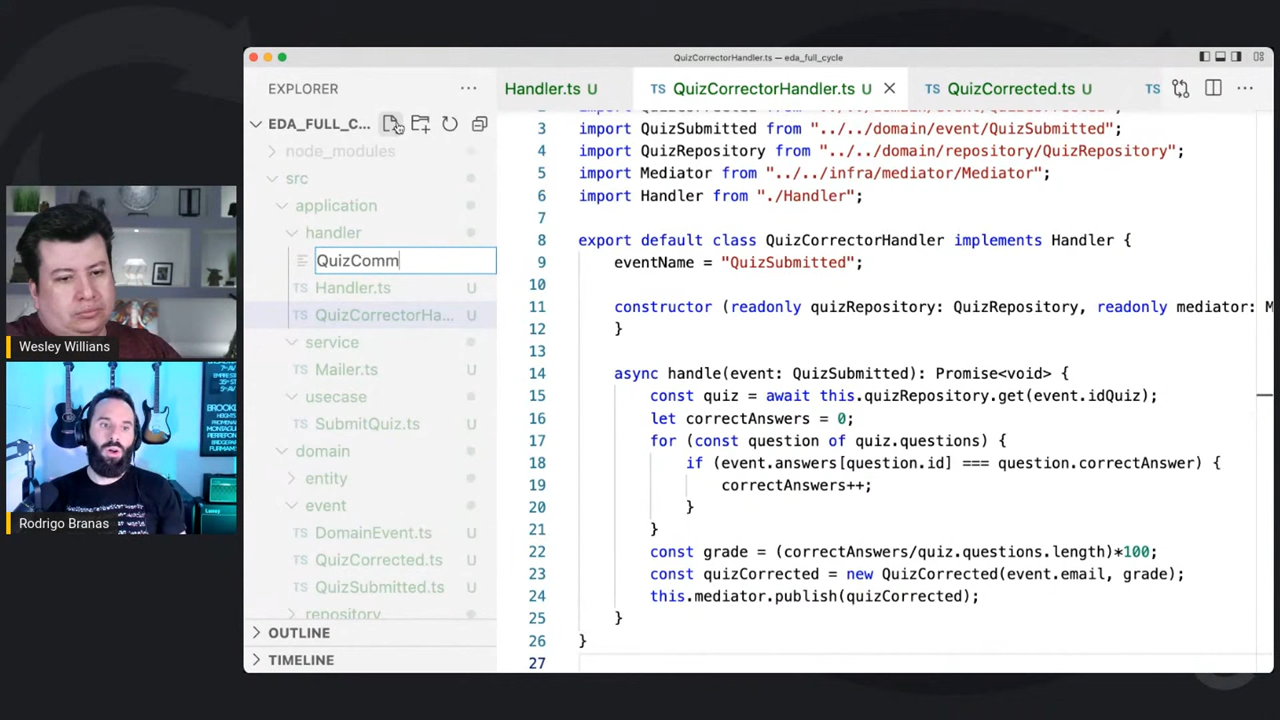 QuizCorrectorHandler.ts — eda_full_cycle
EXPLORER
EDA_FULL_C...
node_modules
src
application
handler
QuizComm
TS Handler.ts U
TS QuizCorrectorHa... U
service
TS Mailer.ts U
usecase
TS SubmitQuiz.ts U
domain
entity
event
TS DomainEvent.ts U
TS QuizCorrected.ts U
TS QuizSubmitted.ts U
repository
OUTLINE
TIMELINE
Handler.ts U
TS QuizCorrectorHandler.ts U
TS QuizCorrected.ts U
TS
3 import QuizSubmitted from "../../domain/event/QuizSubmitted";
4 import QuizRepository from "../../domain/repository/QuizRepository";
5 import Mediator from "../../infra/mediator/Mediator";
6 import Handler from "./Handler";
7
8 export default class QuizCorrectorHandler implements Handler {
9 eventName = "QuizSubmitted";
10
11 constructor (readonly quizRepository: QuizRepository, readonly mediator: M
12 }
13
14 async handle(event: QuizSubmitted): Promise<void> {
15 const quiz = await this.quizRepository.get(event.idQuiz);
16 let correctAnswers = 0;
17 for (const question of quiz.questions) {
18 if (event.answers[question.id] === question.correctAnswer) {
19 correctAnswers++;
20 }
21 }
22 const grade = (correctAnswers/quiz.questions.length)*100;
23 const quizCorrected = new QuizCorrected(event.email, grade);
24 this.mediator.publish(quizCorrected);
25 }
26 }
27
Wesley Willians
Rodrigo Branas